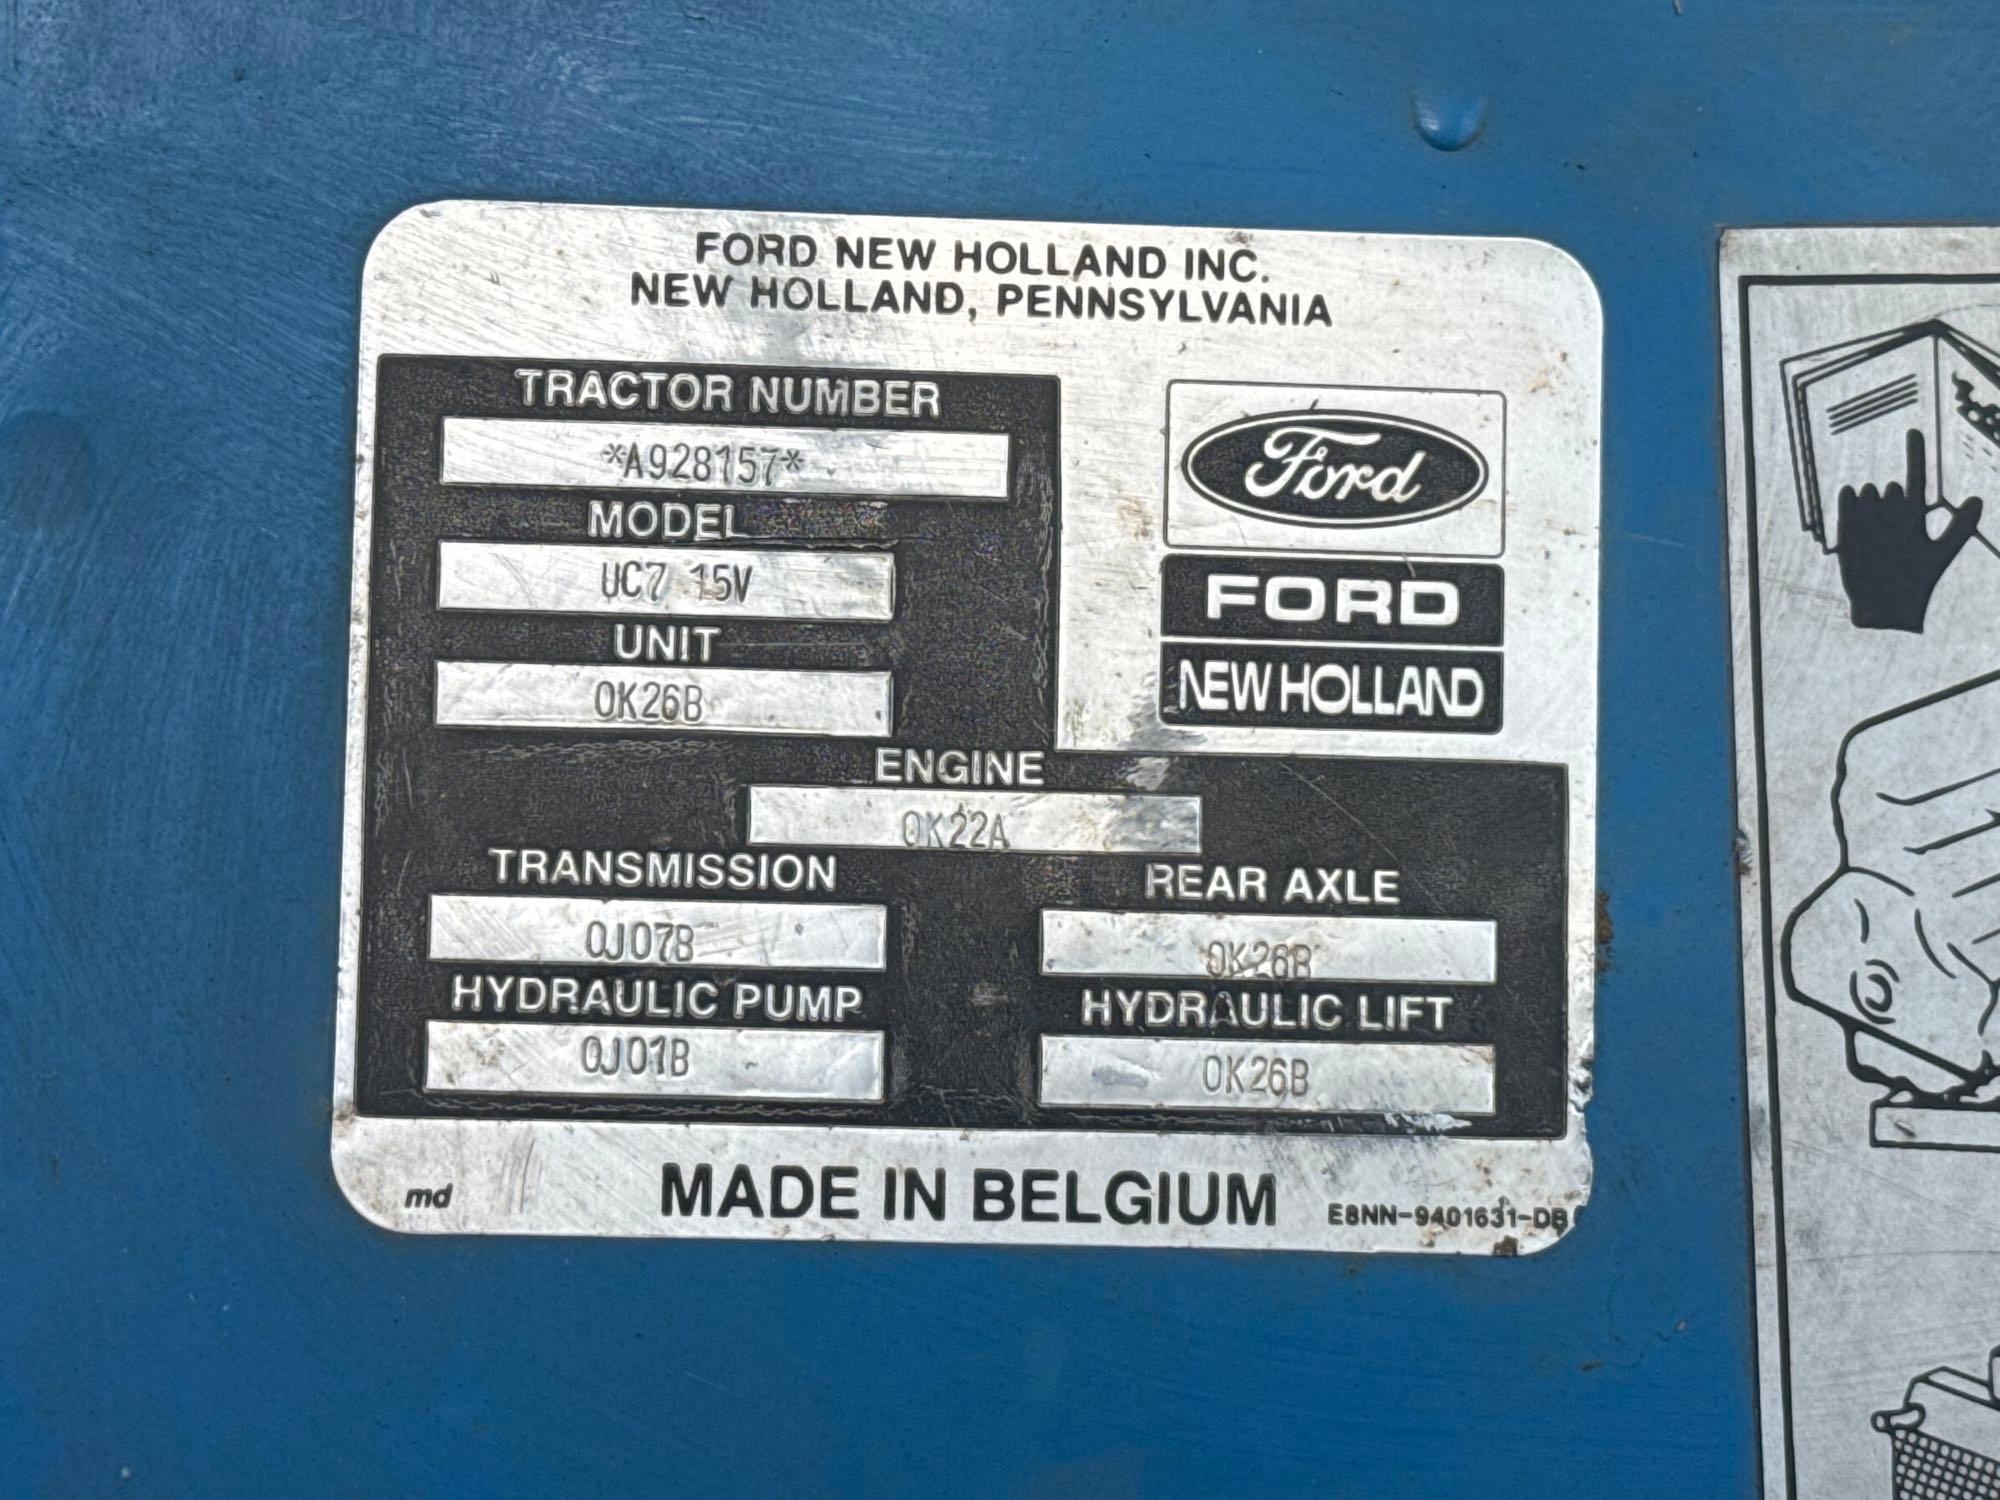 FORD NEW HOLLAND INC.
NEW HOLLAND, PENNSYLVANIA
TRACTOR NUMBER
*A928157*
MODEL
UC7 15V
UNIT
0K26B
Ford
FORD
NEW HOLLAND
ENGINE
0K22A
TRANSMISSION
0J07B
REAR AXLE
0K26B
HYDRAULIC PUMP
0J01B
HYDRAULIC LIFT
0K26B
md
MADE IN BELGIUM
E8NN-9401631-DB